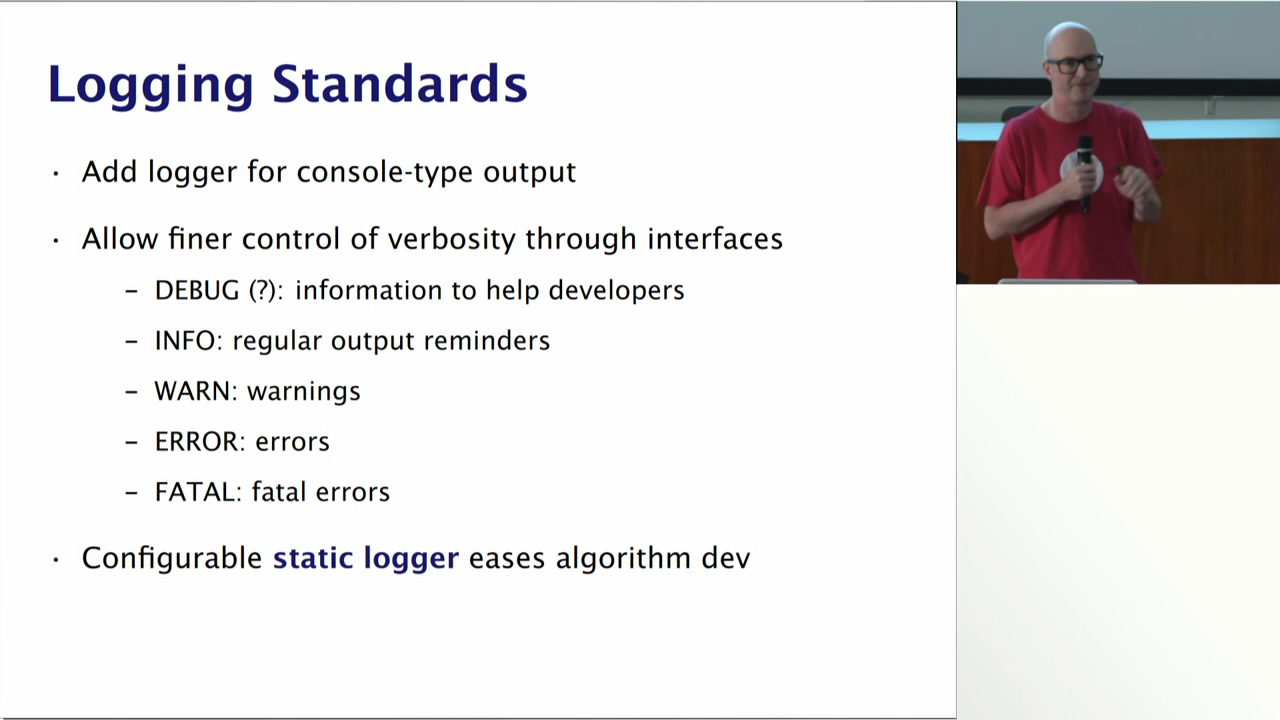 Logging Standards
· Add logger for console-type output
· Allow finer control of verbosity through interfaces
– DEBUG (?): information to help developers
– INFO: regular output reminders
– WARN: warnings
– ERROR: errors
– FATAL: fatal errors
· Configurable static logger eases algorithm dev